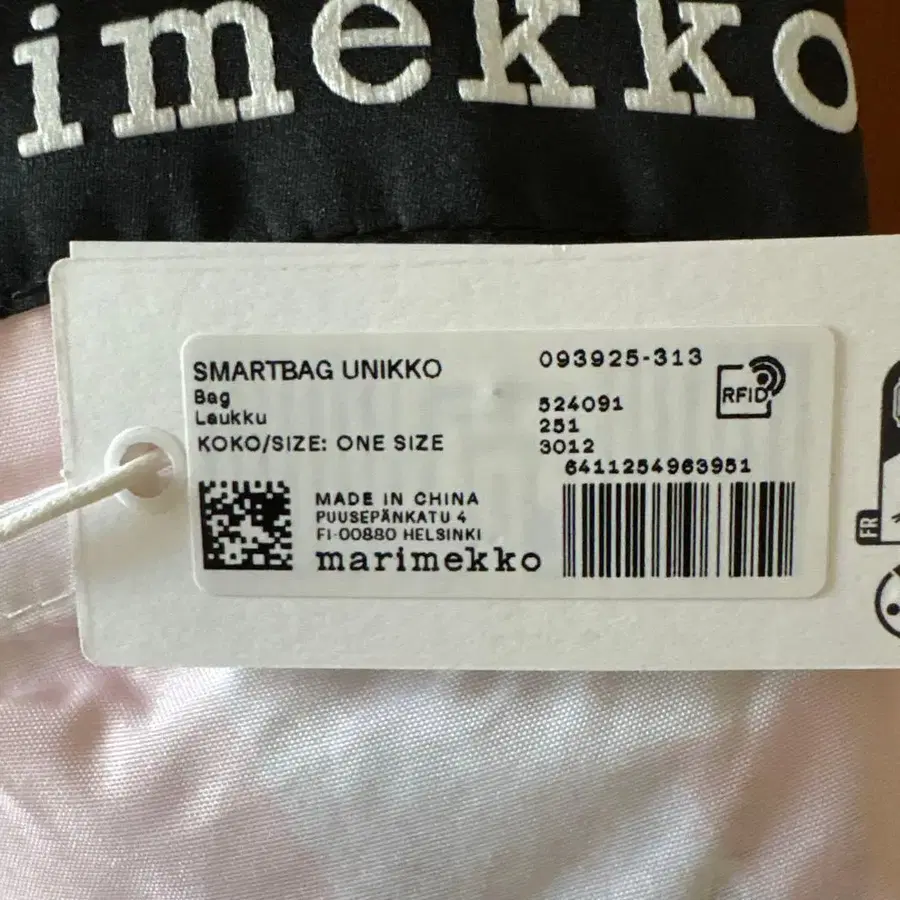 imekko
SMARTBAG UNIKKO
Bag
Laukku
KOKO/SIZE: ONE SIZE
093925-313
524091
251
3012
6411254963951
RFID
MADE IN CHINA
PUUSEPÄNKATU 4
FI-00880 HELSINKI
marimekko
FR